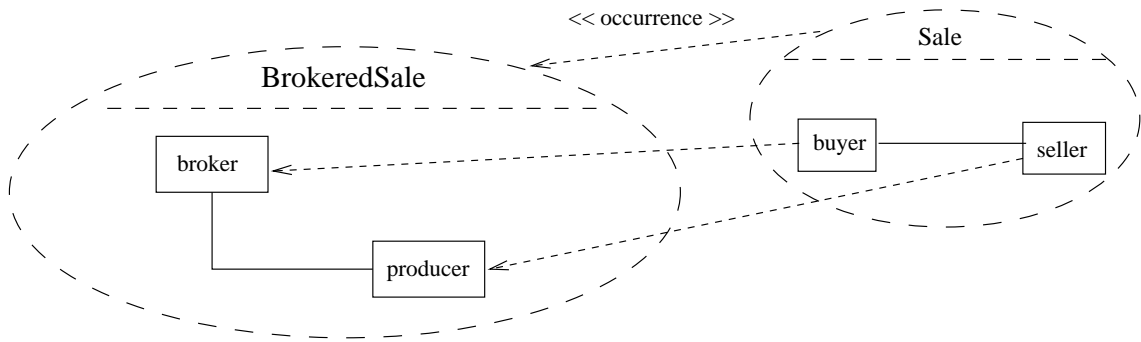 << occurrence >>
Sale
BrokeredSale
buyer
seller
broker
producer